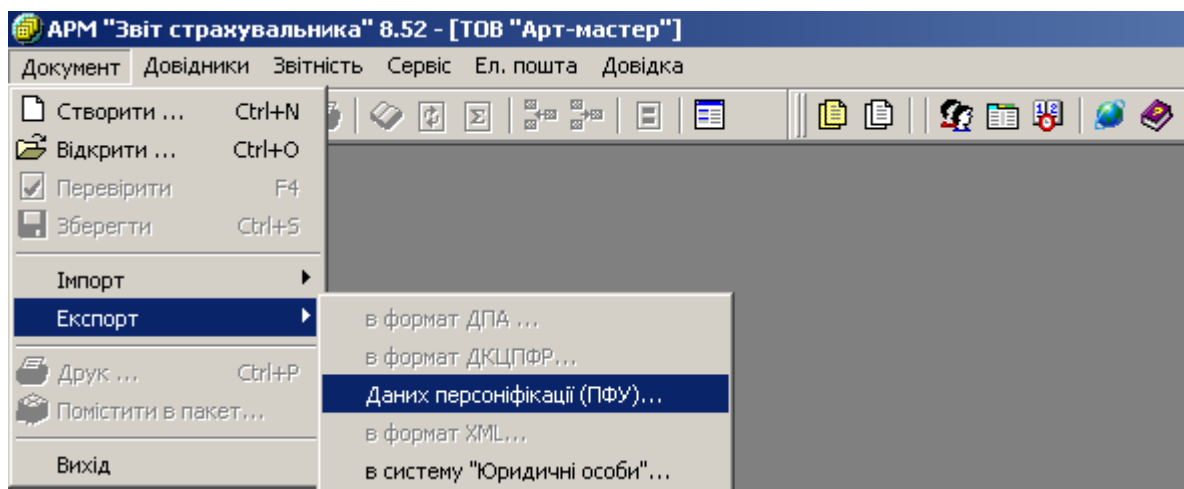 АРМ "Звіт страхувальника" 8.52 - [ТОВ "Арт-мастер"]
Документ Довідники Звітність Сервіс Ел. пошта Довідка
Створити ... Ctrl+N
Відкрити ... Ctrl+O
Перевірити F4
Зберегти Ctrl+S
Імпорт
Експорт
Друк ... Ctrl+P
Помістити в пакет...
Вихід
в формат ДПА ...
в формат ДКЦПФР...
Даних персоніфікації (ПФУ)...
в формат XML...
в систему "Юридичні особи"...